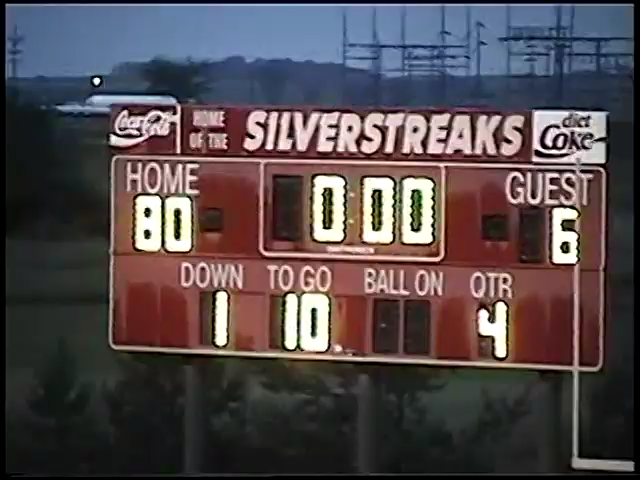 Coca-Cola HOME OF THE SILVERSTREAKS diet Coke
HOME 0:00 GUEST
80 6
DOWN TO GO BALL ON QTR
1 10 4